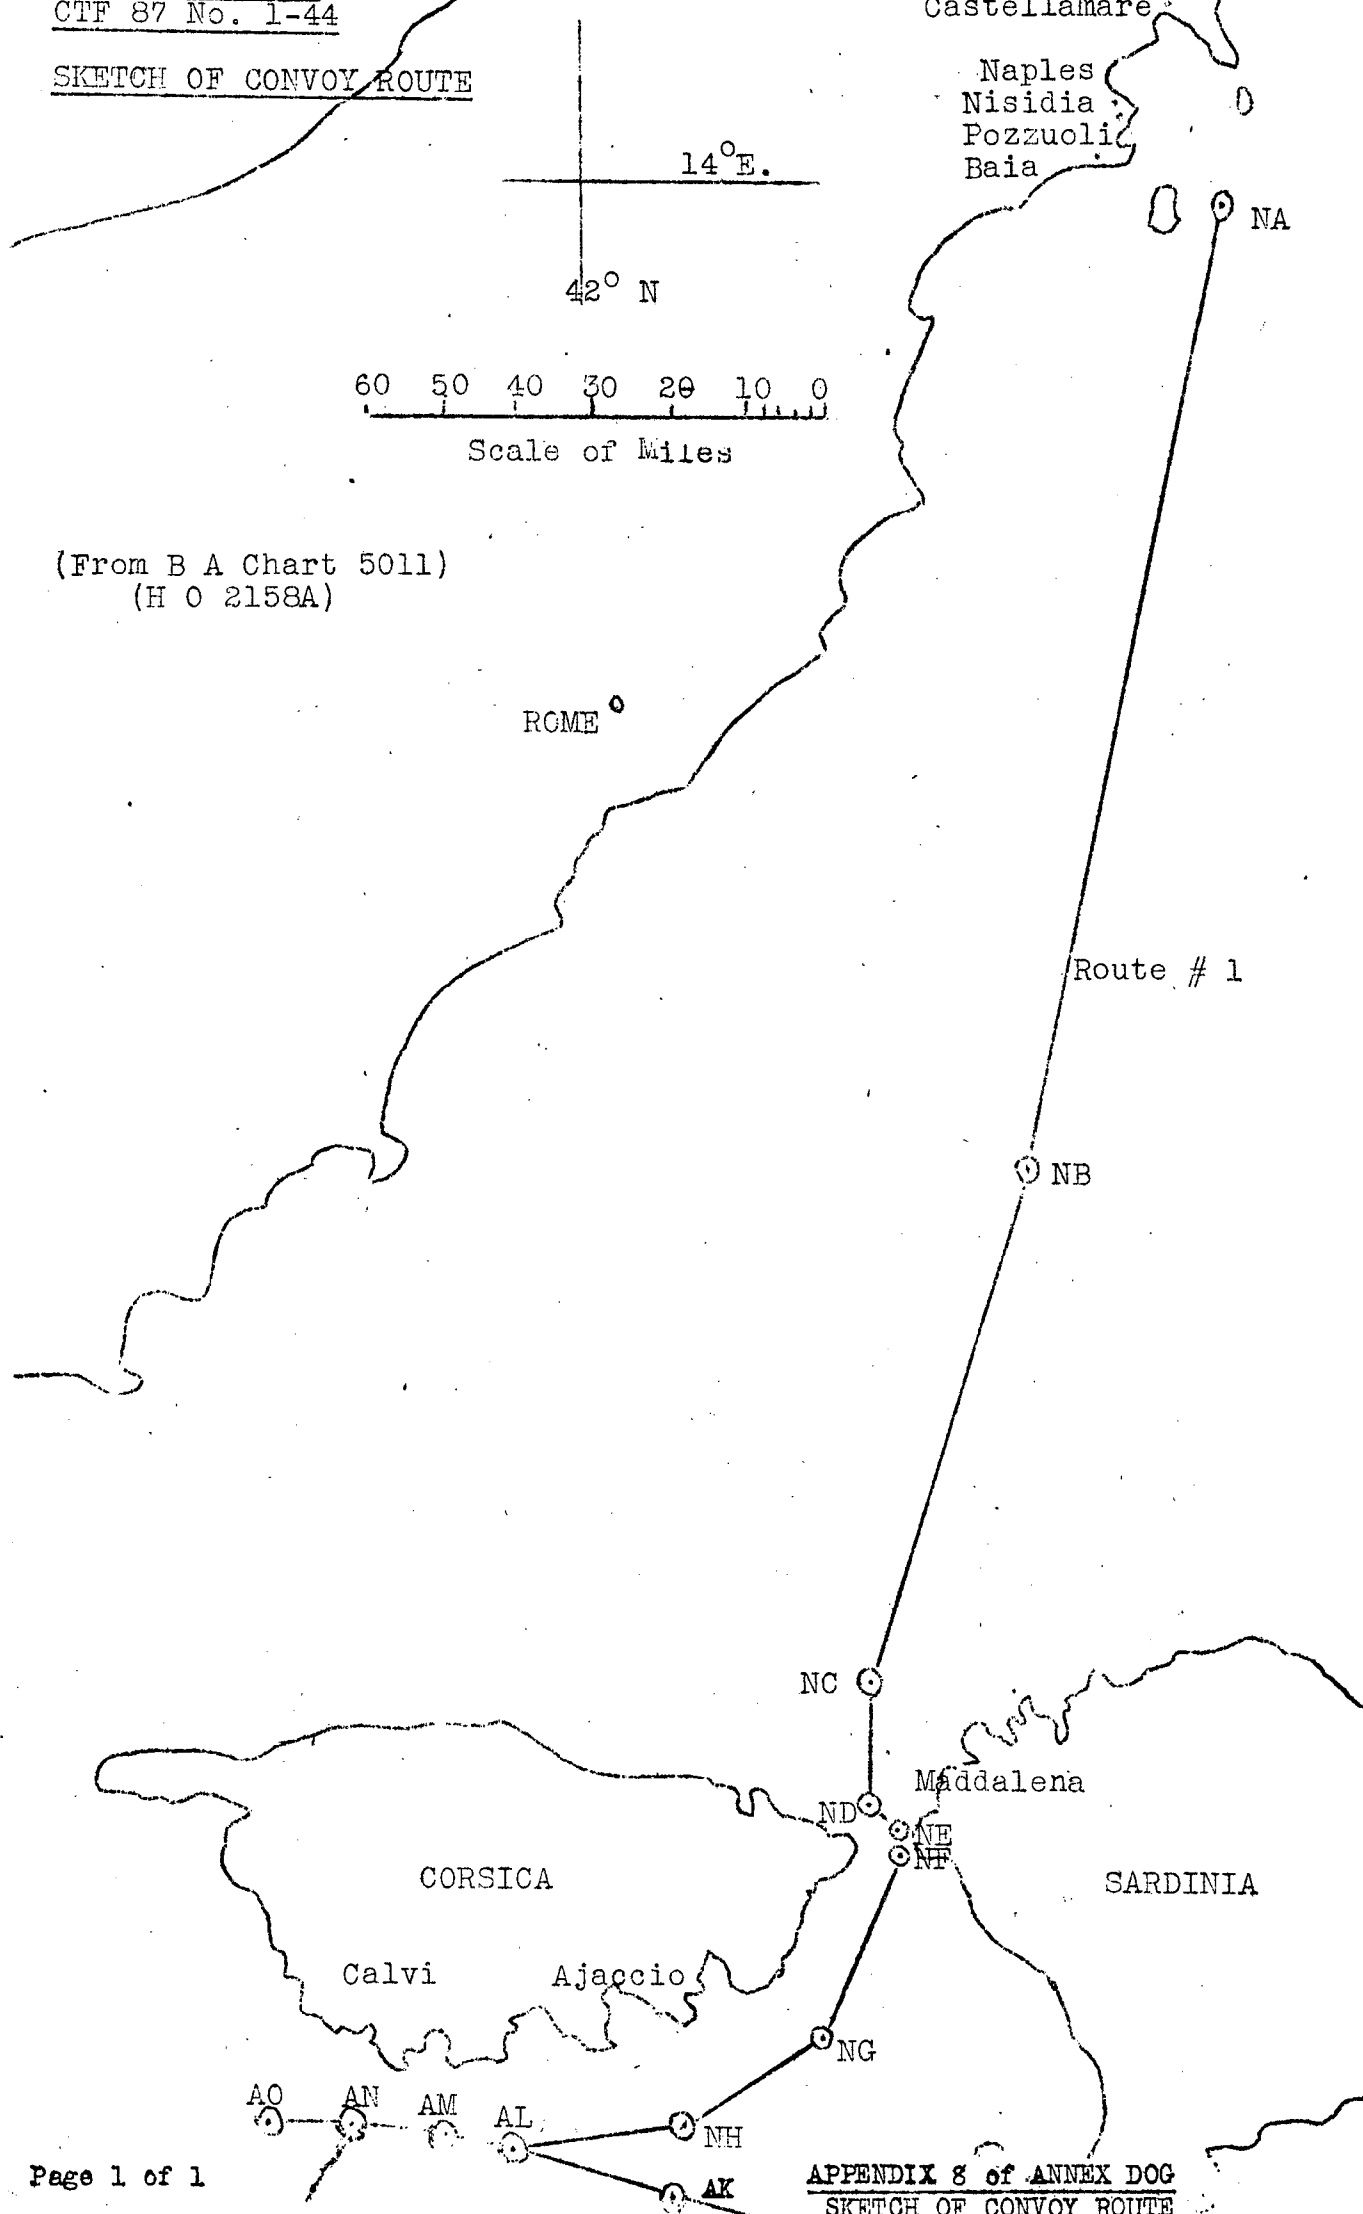 CTF 87 No. 1-44
SKETCH OF CONVOY ROUTE
Castellamare
Naples
Nisidia
Pozzuoli
Baia
14°E.
42° N
NA
60 50 40 30 20 10 0
Scale of Miles
(From B A Chart 5011)
(H O 2158A)
ROME
Route # 1
NB
NC
Maddalena
ND
NE
NF
CORSICA
SARDINIA
Calvi
Ajaccio
NG
AO
AN
AM
AL
NH
AK
Page 1 of 1
APPENDIX 8 of ANNEX DOG
SKETCH OF CONVOY ROUTE